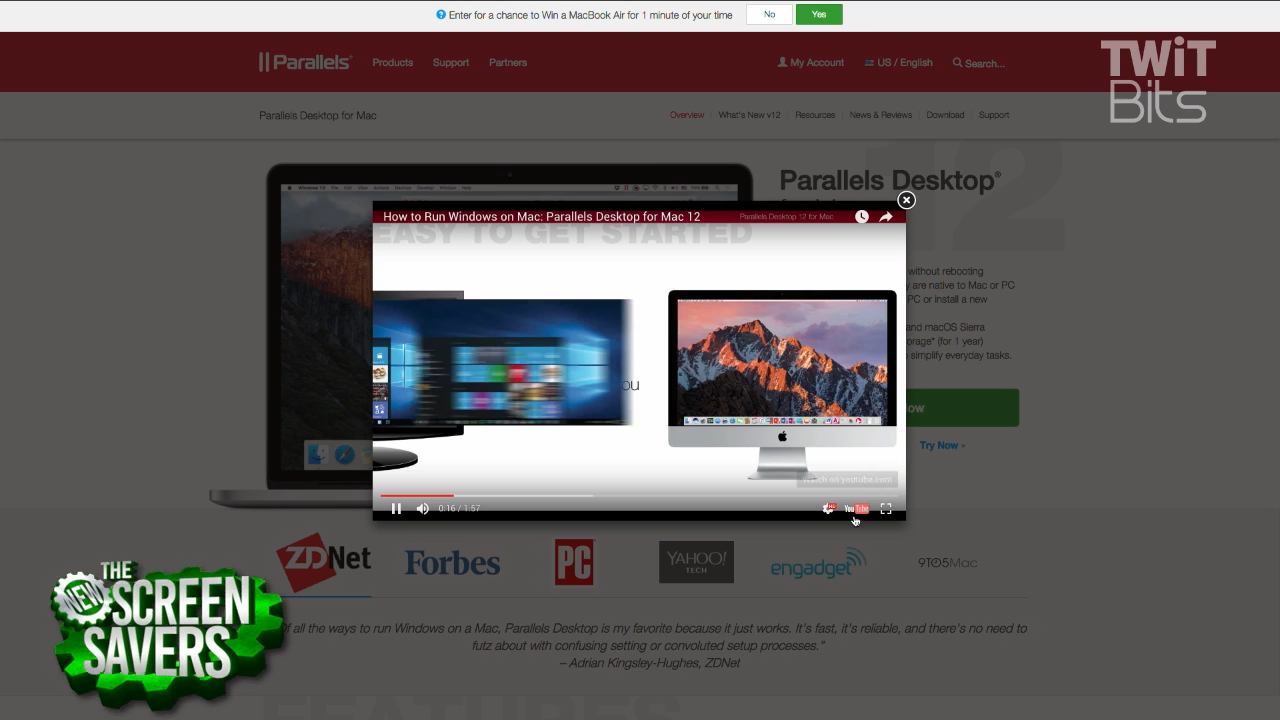 Enter for a chance to Win a MacBook Air for 1 minute of your time
No
Yes
Parallels®
Products
Support
Partners
My Account
US / English
Search...
TWiT
Bits
Parallels Desktop for Mac
Overview
What's New v12
Resources
News & Reviews
Download
Support
12
Parallels Desktop®
How to Run Windows on Mac: Parallels Desktop for Mac 12
Parallels Desktop 12 for Mac
EASY TO GET STARTED
without rebooting
are native to Mac or PC
PC or install a new
and macOS Sierra
(for 1 year)
simplify everyday tasks.
Try Now
Watch on youtube.com
0:16 / 1:57
YouTube
ZDNet
Forbes
PC
YAHOO!
TECH
engadget
9TO5Mac
THE
NEW
SCREEN
SAVERS
of all the ways to run Windows on a Mac, Parallels Desktop is my favorite because it just works. It's fast, it's reliable, and there's no need to
futz about with confusing setting or convoluted setup processes."
– Adrian Kingsley-Hughes, ZDNet
FEATURES